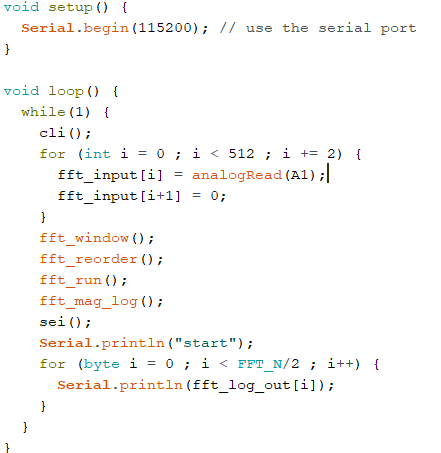 void setup() {
  Serial.begin(115200); // use the serial port
}

void loop() {
  while(1) {
    cli();
    for (int i = 0 ; i < 512 ; i += 2) {
      fft_input[i] = analogRead(A1);
      fft_input[i+1] = 0;
    }
    fft_window();
    fft_reorder();
    fft_run();
    fft_mag_log();
    sei();
    Serial.println("start");
    for (byte i = 0 ; i < FFT_N/2 ; i++) {
      Serial.println(fft_log_out[i]);
    }
  }
}